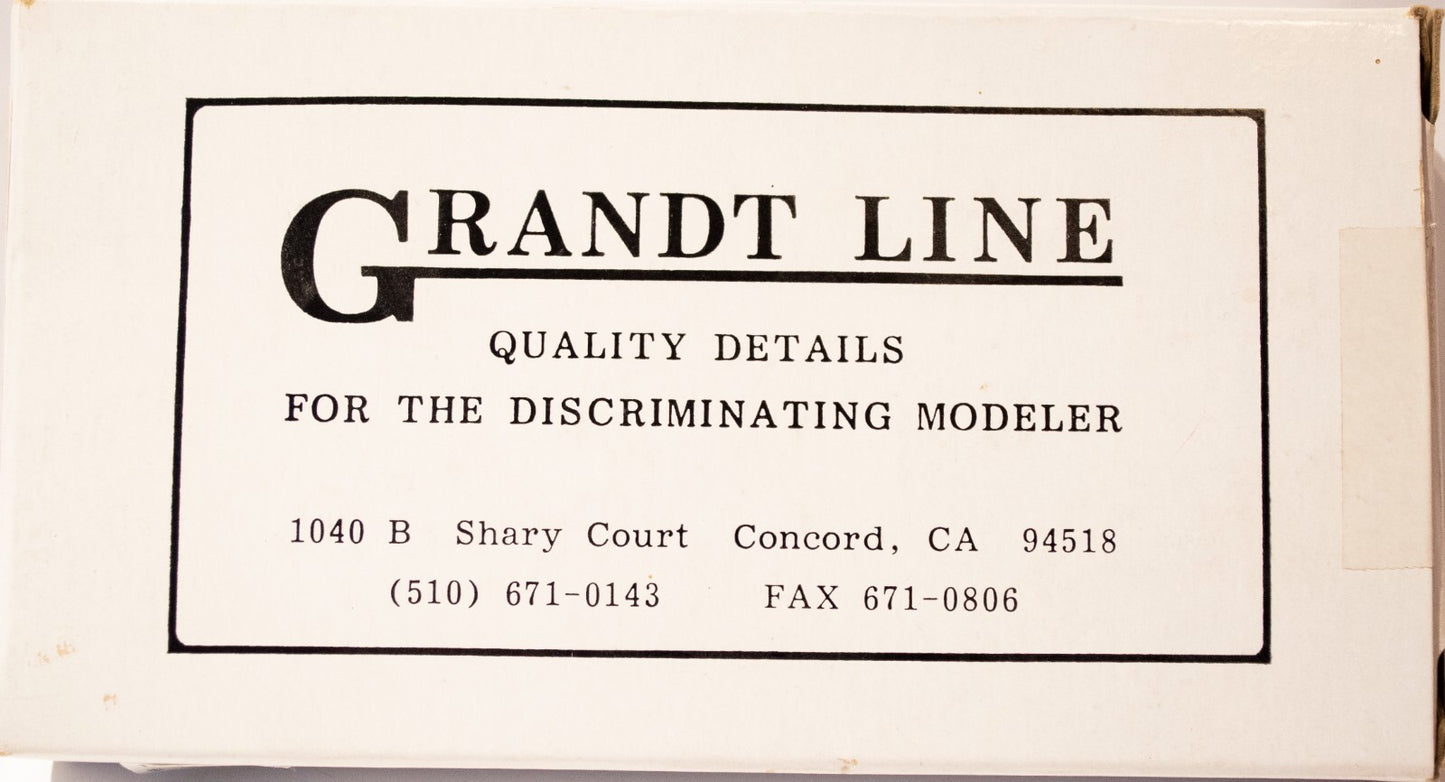 GRANDT LINE
QUALITY DETAILS
FOR THE DISCRIMINATING MODELER
1040 B Shary Court Concord, CA 94518
(510) 671-0143 FAX 671-0806